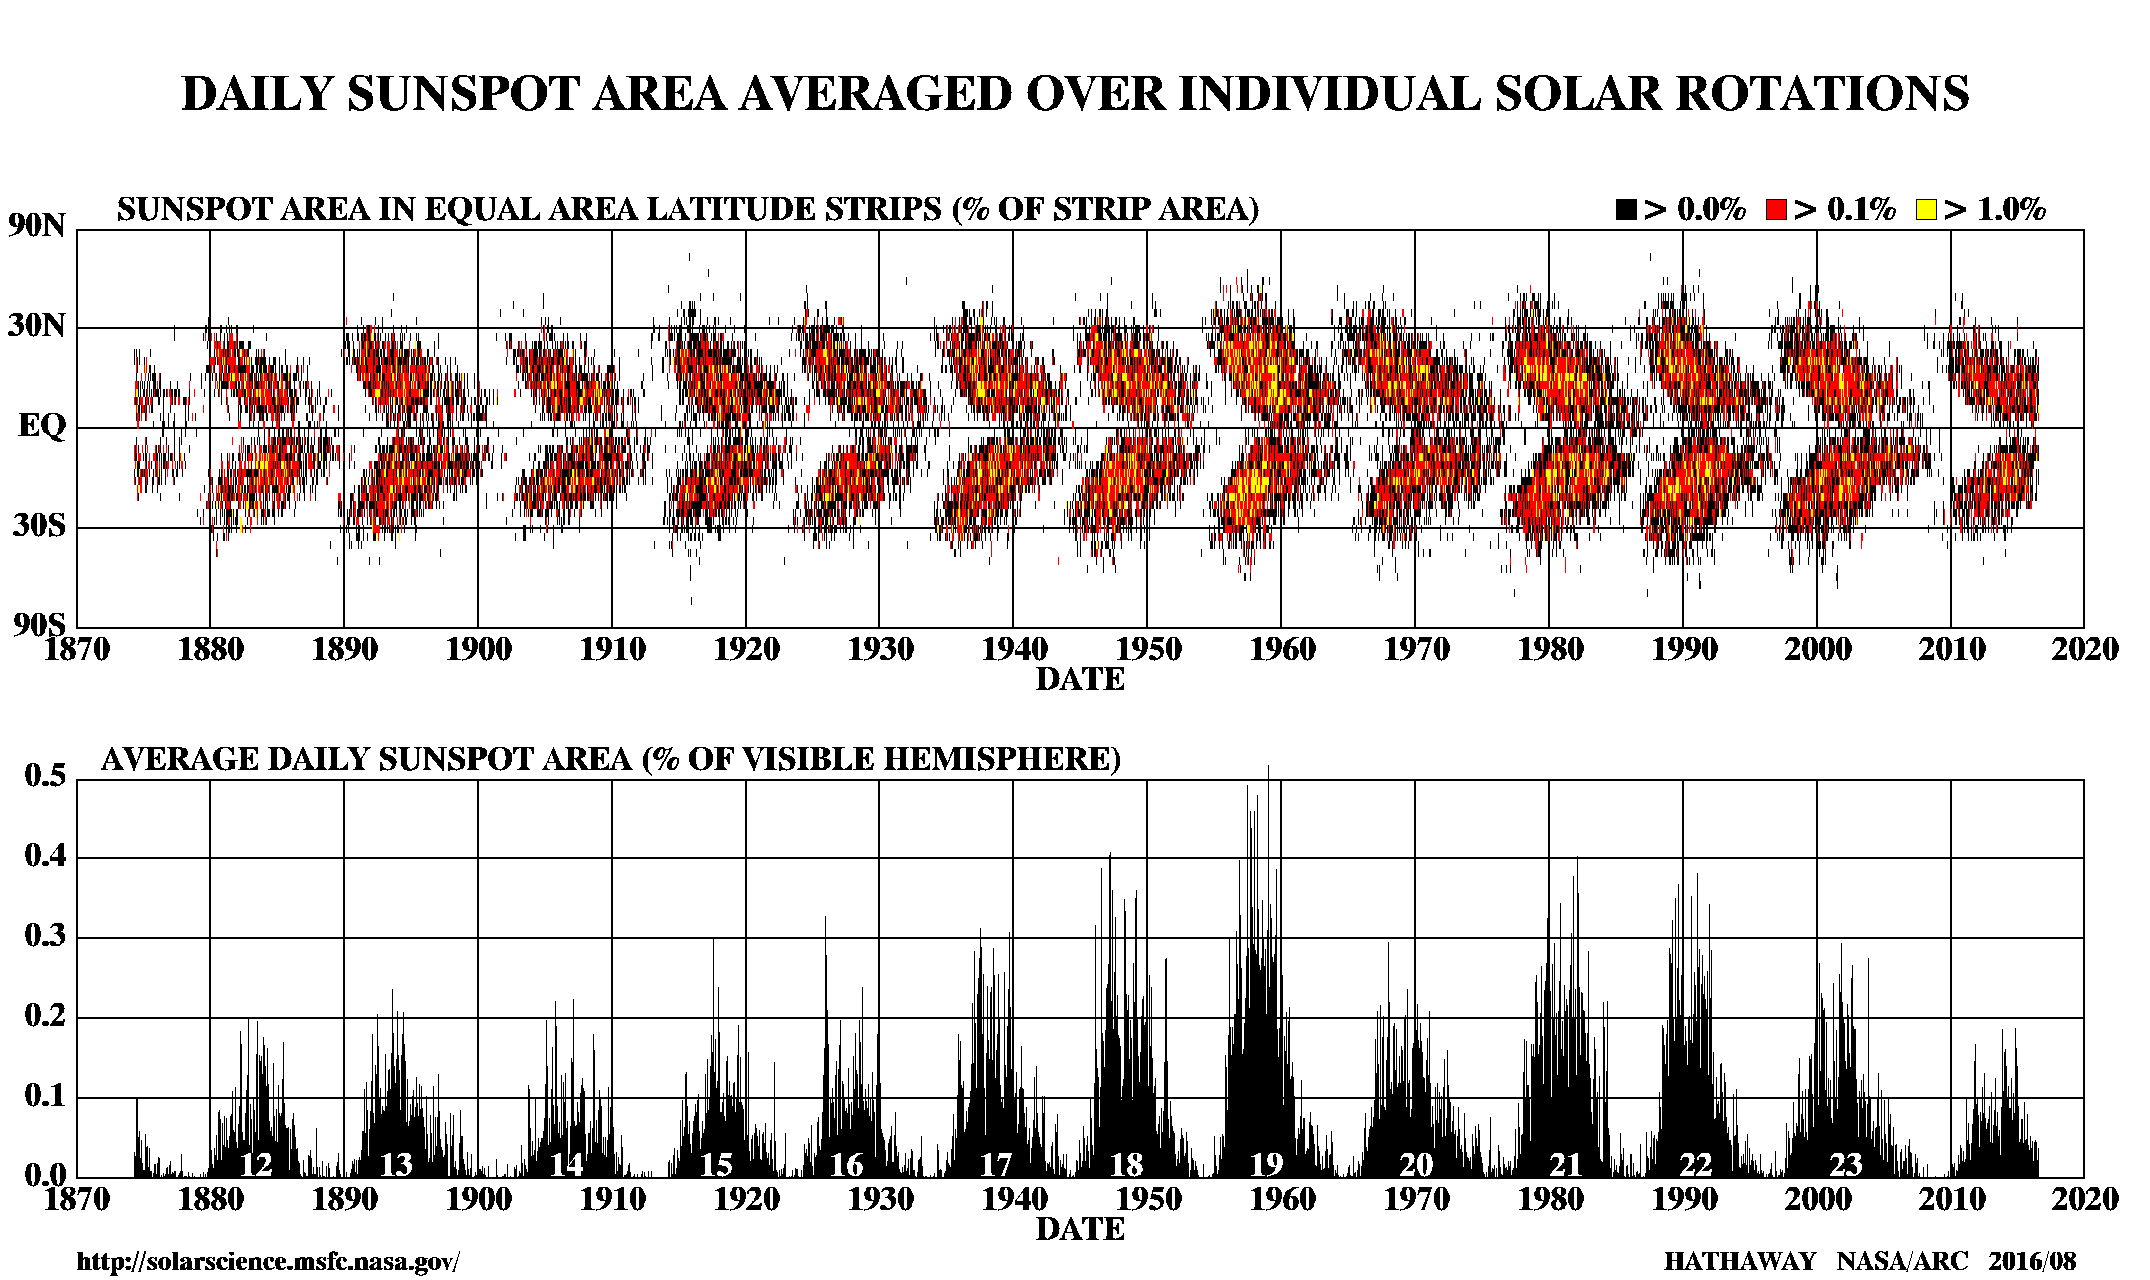 DAILY SUNSPOT AREA AVERAGED OVER INDIVIDUAL SOLAR ROTATIONS
SUNSPOT AREA IN EQUAL AREA LATITUDE STRIPS (% OF STRIP AREA) > 0.0% > 0.1% > 1.0%
90N
30N
EQ
30S
90S
1870 1880 1890 1900 1910 1920 1930 1940 1950 1960 1970 1980 1990 2000 2010 2020
DATE
AVERAGE DAILY SUNSPOT AREA (% OF VISIBLE HEMISPHERE)
0.5
0.4
0.3
0.2
0.1
0.0
12 13 14 15 16 17 18 19 20 21 22 23
1870 1880 1890 1900 1910 1920 1930 1940 1950 1960 1970 1980 1990 2000 2010 2020
DATE
http://solarscience.msfc.nasa.gov/ HATHAWAY NASA/ARC 2016/08